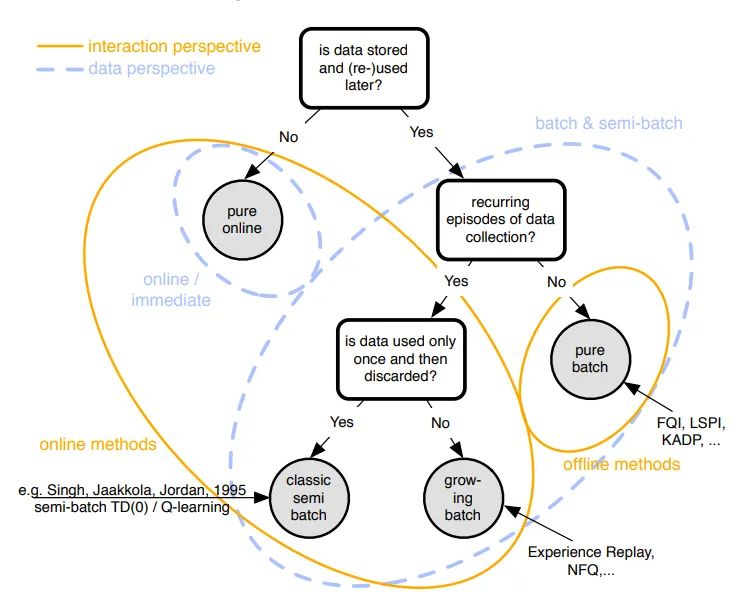 interaction perspective
data perspective
is data stored
and (re-)used
later?
batch & semi-batch
No
Yes
pure
online
recurring
episodes of data
collection?
online /
immediate
Yes
No
is data used only
once and then
discarded?
pure
batch
Yes
No
FQI, LSPI,
KADP, ...
online methods
offline methods
e.g. Singh, Jaakkola, Jordan, 1995
semi-batch TD(0) / Q-learning
classic
semi
batch
grow-
ing
batch
Experience Replay,
NFQ,...